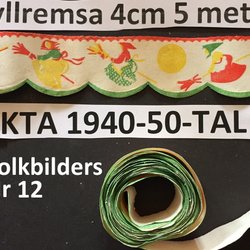 yllremsa 4cm 5 met
KTA 1940-50-TAL
olkbilders
r 12